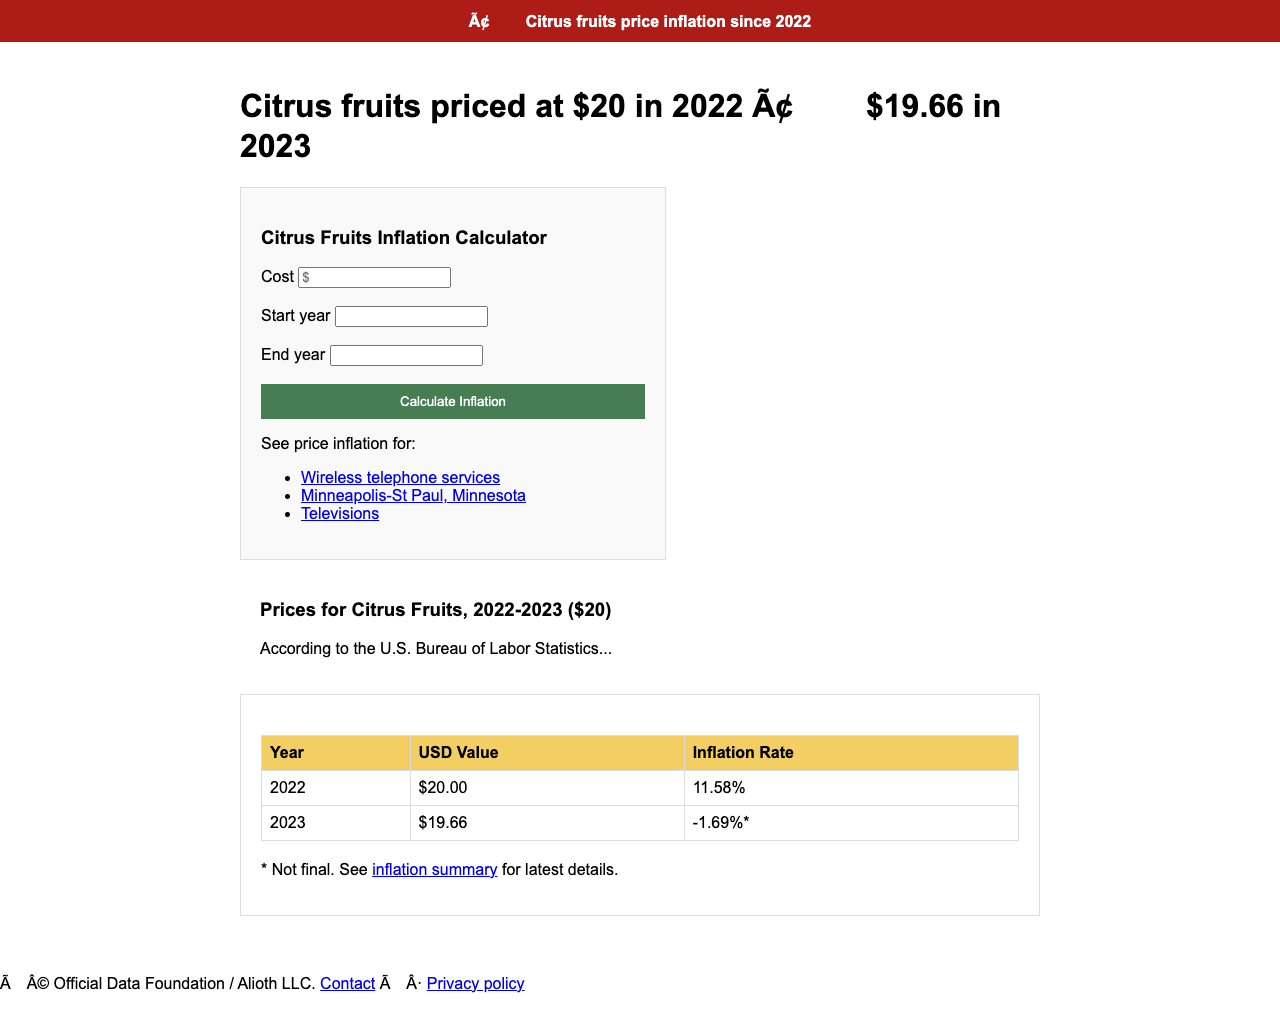 Ã¢ Citrus fruits price inflation since 2022
Citrus fruits priced at $20 in 2022 Ã¢ $19.66 in
2023
Citrus Fruits Inflation Calculator
Cost $
Start year
End year
Calculate Inflation
See price inflation for:
Wireless telephone services
Minneapolis-St Paul, Minnesota
Televisions
Prices for Citrus Fruits, 2022-2023 ($20)
According to the U.S. Bureau of Labor Statistics...
Year USD Value Inflation Rate
2022 $20.00 11.58%
2023 $19.66 -1.69%*
* Not final. See inflation summary for latest details.
Ã Â© Official Data Foundation / Alioth LLC. Contact Ã Â· Privacy policy